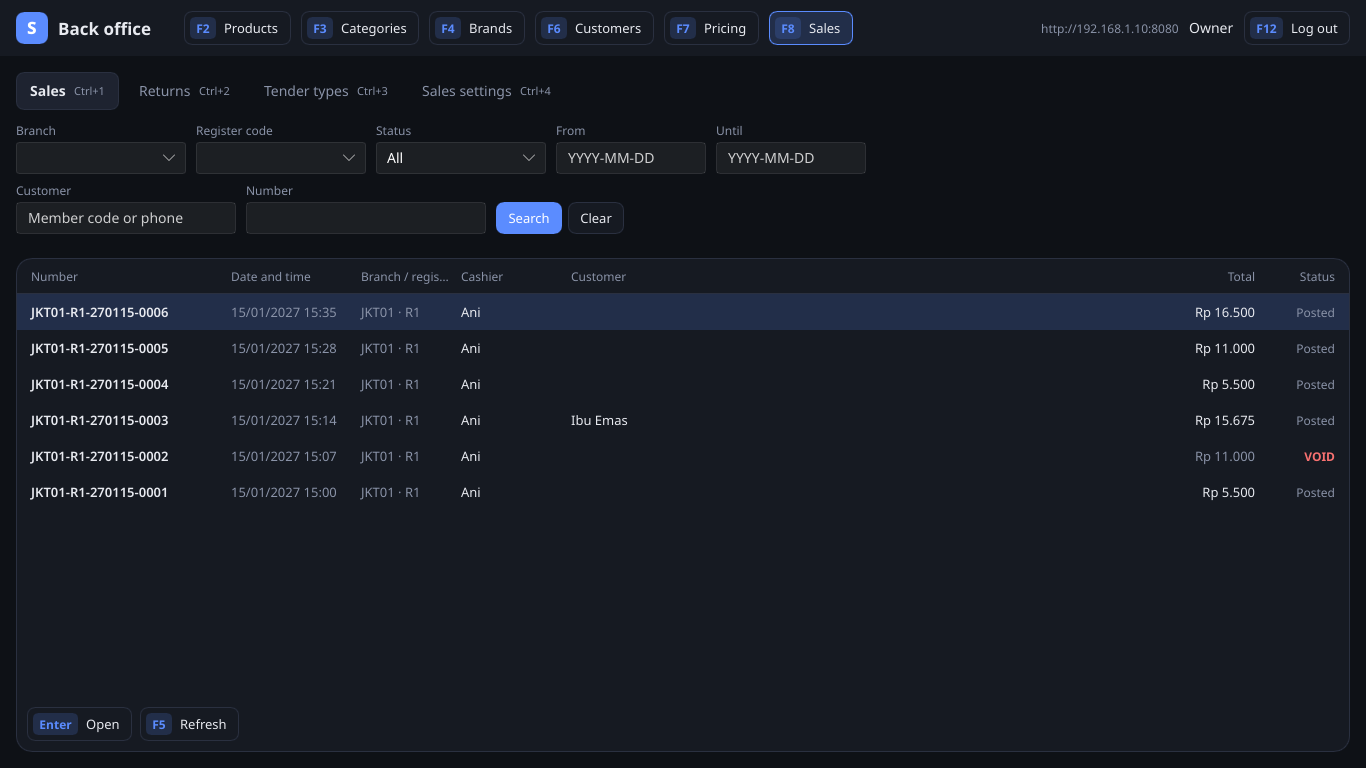 S Back office F2 Products F3 Categories F4 Brands F6 Customers F7 Pricing F8 Sales http://192.168.1.10:8080 Owner F12 Log out
Sales Ctrl+1 Returns Ctrl+2 Tender types Ctrl+3 Sales settings Ctrl+4
Branch Register code Status From Until
All YYYY-MM-DD YYYY-MM-DD
Customer Number
Member code or phone Search Clear
Number Date and time Branch / regis... Cashier Customer Total Status
JKT01-R1-270115-0006 15/01/2027 15:35 JKT01 · R1 Ani Rp 16.500 Posted
JKT01-R1-270115-0005 15/01/2027 15:28 JKT01 · R1 Ani Rp 11.000 Posted
JKT01-R1-270115-0004 15/01/2027 15:21 JKT01 · R1 Ani Rp 5.500 Posted
JKT01-R1-270115-0003 15/01/2027 15:14 JKT01 · R1 Ani Ibu Emas Rp 15.675 Posted
JKT01-R1-270115-0002 15/01/2027 15:07 JKT01 · R1 Ani Rp 11.000 VOID
JKT01-R1-270115-0001 15/01/2027 15:00 JKT01 · R1 Ani Rp 5.500 Posted
Enter Open F5 Refresh